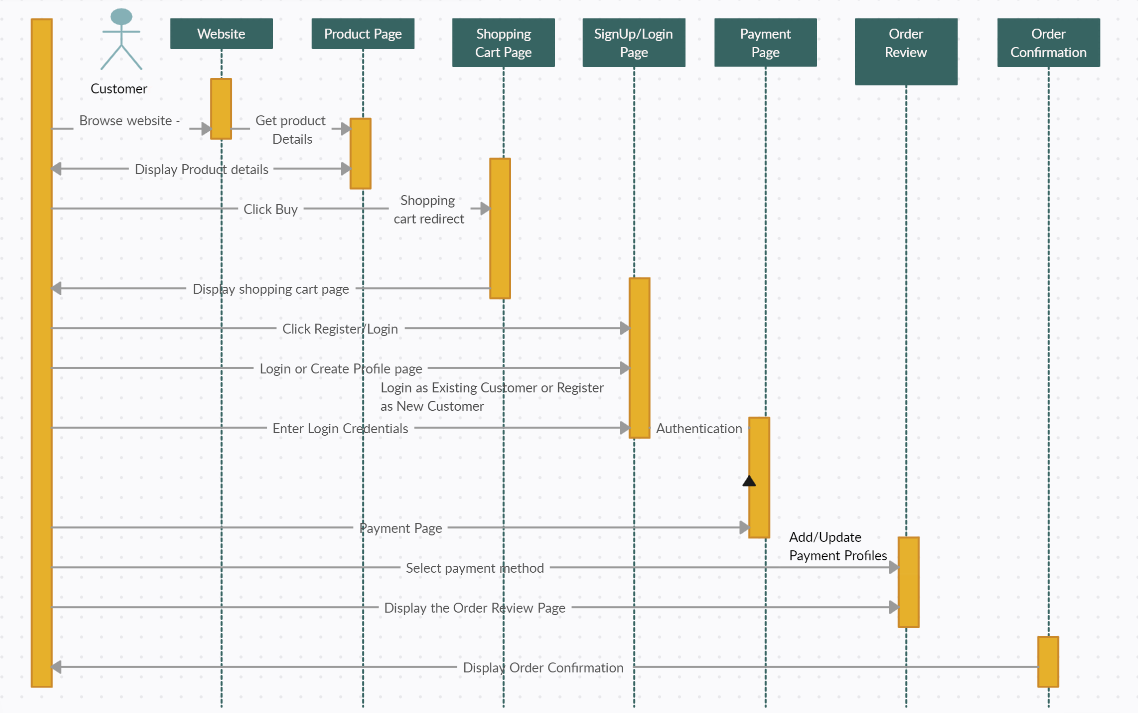 Website
Product Page
Shopping
Cart Page
SignUp/Login
Page
Payment
Page
Order
Review
Order
Confirmation
Customer
Browse website -
Get product
Details
Display Product details
Click Buy
Shopping
cart redirect
Display shopping cart page
Click Register/Login
Login or Create Profile page
Login as Existing Customer or Register
as New Customer
Enter Login Credentials
Authentication
Payment Page
Add/Update
Payment Profiles
Select payment method
Display the Order Review Page
Display Order Confirmation